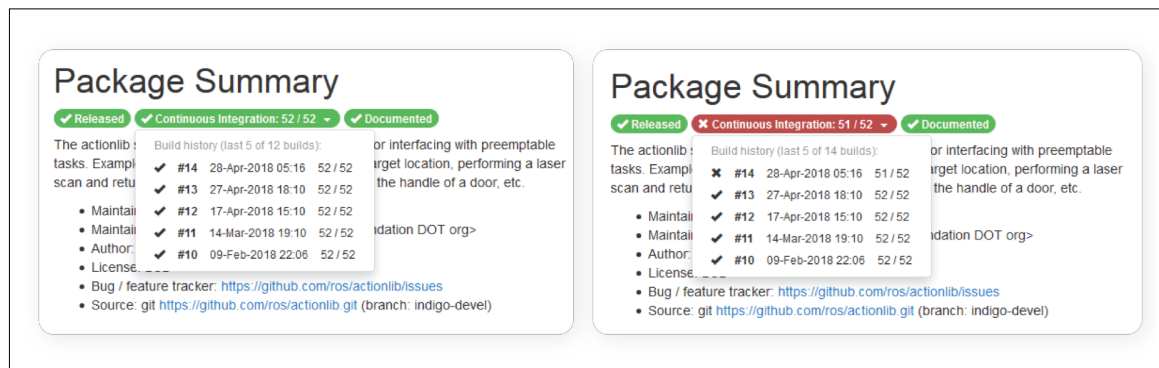 Package Summary
Released Continuous Integration: 52 / 52 Documented
The actionlib Build history (last 5 of 12 builds): or interfacing with preemptable
tasks. #14 28-Apr-2018 05:16 52 / 52 arget location, performing a laser
scan and #13 27-Apr-2018 18:10 52 / 52 the handle of a door, etc.
#12 17-Apr-2018 15:10 52 / 52
#11 14-Mar-2018 19:10 52 / 52 ndation DOT org>
Author: #10 09-Feb-2018 22:06 52 / 52
Bug / feature tracker: https://github.com/ros/actionlib/issues
Source: git https://github.com/ros/actionlib.git (branch: indigo-devel)
Package Summary
Released Continuous Integration: 51 / 52 Documented
The actionlib Build history (last 5 of 14 builds): or interfacing with preemptable
tasks. #14 28-Apr-2018 05:16 51 / 52 arget location, performing a laser
scan and #13 27-Apr-2018 18:10 52 / 52 the handle of a door, etc.
#12 17-Apr-2018 15:10 52 / 52
#11 14-Mar-2018 19:10 52 / 52 ndation DOT org>
Author: #10 09-Feb-2018 22:06 52 / 52
Bug / feature tracker: https://github.com/ros/actionlib/issues
Source: git https://github.com/ros/actionlib.git (branch: indigo-devel)